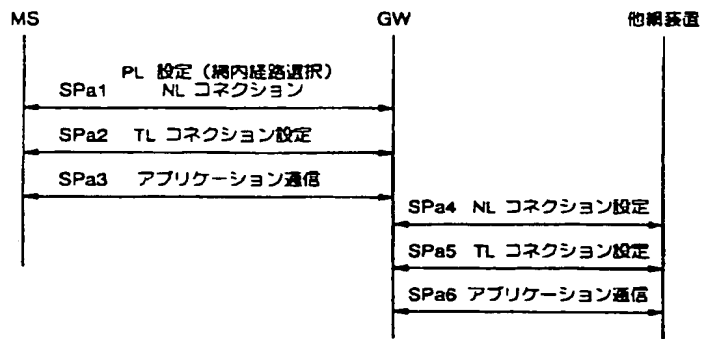 MS GW 他網装置
PL 設定（網内経路選択）
SPa1 NL コネクション
SPa2 TL コネクション設定
SPa3 アプリケーション通信
SPa4 NL コネクション設定
SPa5 TL コネクション設定
SPa6 アプリケーション通信